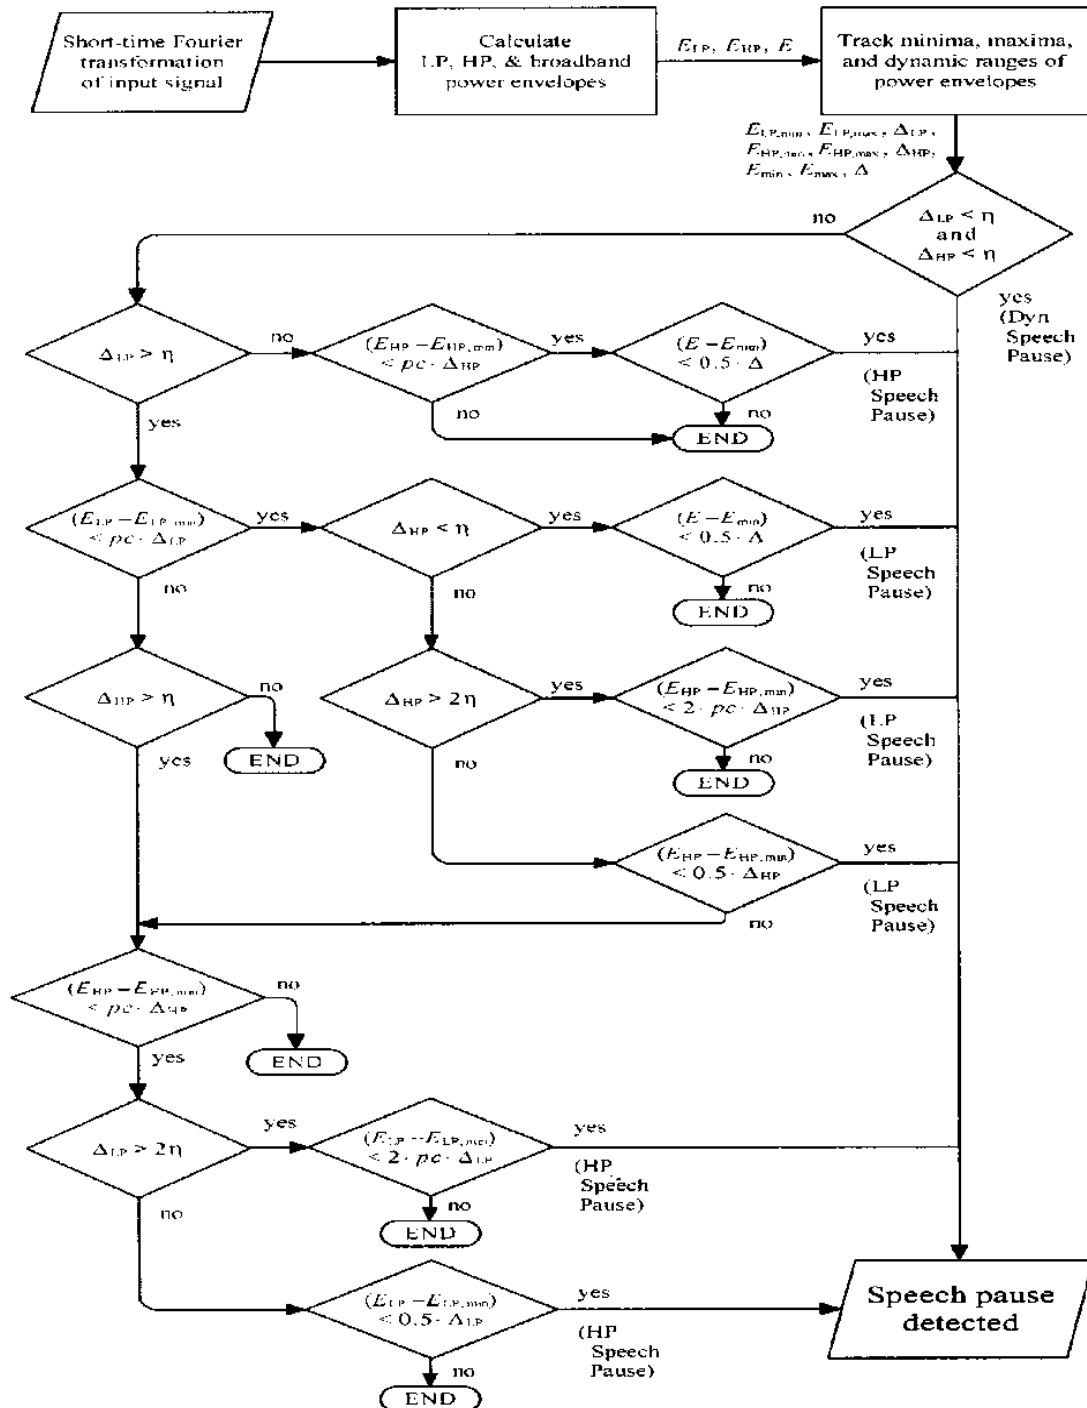 Short-time Fourier
transformation
of input signal
Calculate
LP, HP, & broadband
power envelopes
E_LP, E_HP, E
Track minima, maxima,
and dynamic ranges of
power envelopes
E_LP,min, E_LP,max, Δ_LP,
E_HP,min, E_HP,max, Δ_HP,
E_min, E_max, Δ
Δ_LP < η
and
Δ_HP < η
no
yes
(Dyn
Speech
Pause)
Δ_LP > η
no
(E_HP − E_HP,min)
< pc · Δ_HP
yes
(E − E_min)
< 0.5 · Δ
yes
(HP
Speech
Pause)
no
no
END
yes
(E_LP − E_LP,min)
< pc · Δ_LP
yes
Δ_HP < η
yes
(E − E_min)
< 0.5 · Δ
yes
(LP
Speech
Pause)
no
no
no
END
Δ_HP > η
no
END
yes
Δ_HP > 2η
yes
(E_HP − E_HP,min)
< 2 · pc · Δ_HP
yes
(LP
Speech
Pause)
no
no
END
(E_HP − E_HP,min)
< 0.5 · Δ_HP
yes
(LP
Speech
Pause)
no
(E_HP − E_HP,min)
< pc · Δ_HP
no
END
yes
Δ_LP > 2η
yes
(E_LP − E_LP,min)
< 2 · pc · Δ_LP
yes
(HP
Speech
Pause)
no
no
END
(E_LP − E_LP,min)
< 0.5 · Δ_LP
yes
(HP
Speech
Pause)
no
END
Speech pause
detected